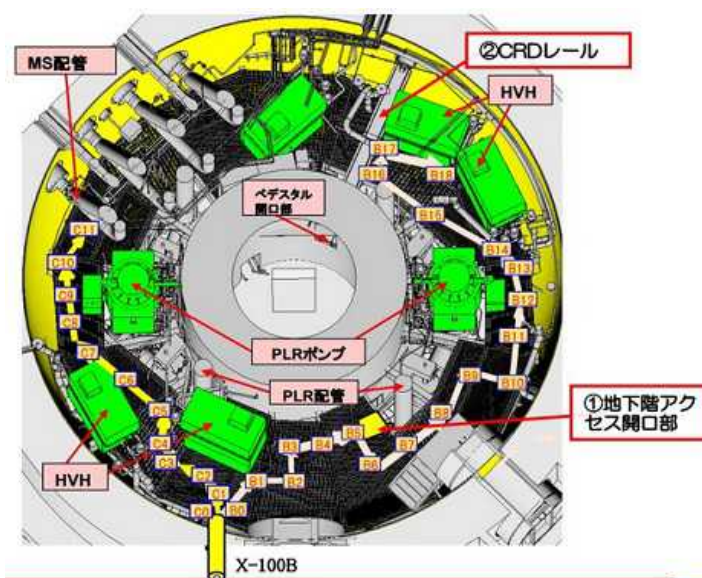 ②CRDレール
MS配管
HVH
B17
B16
B18
ペデスタル
開口部
B15
C11
B14
C10
B13
C9
B12
C8
B11
PLRポンプ
C7
C6
B9
B10
PLR配管
C5
B8
①地下階アク
セス開口部
B5
C4
B3
B4
B7
C3
B6
HVH
C2
B1
B2
C1
C0
B0
X-100B